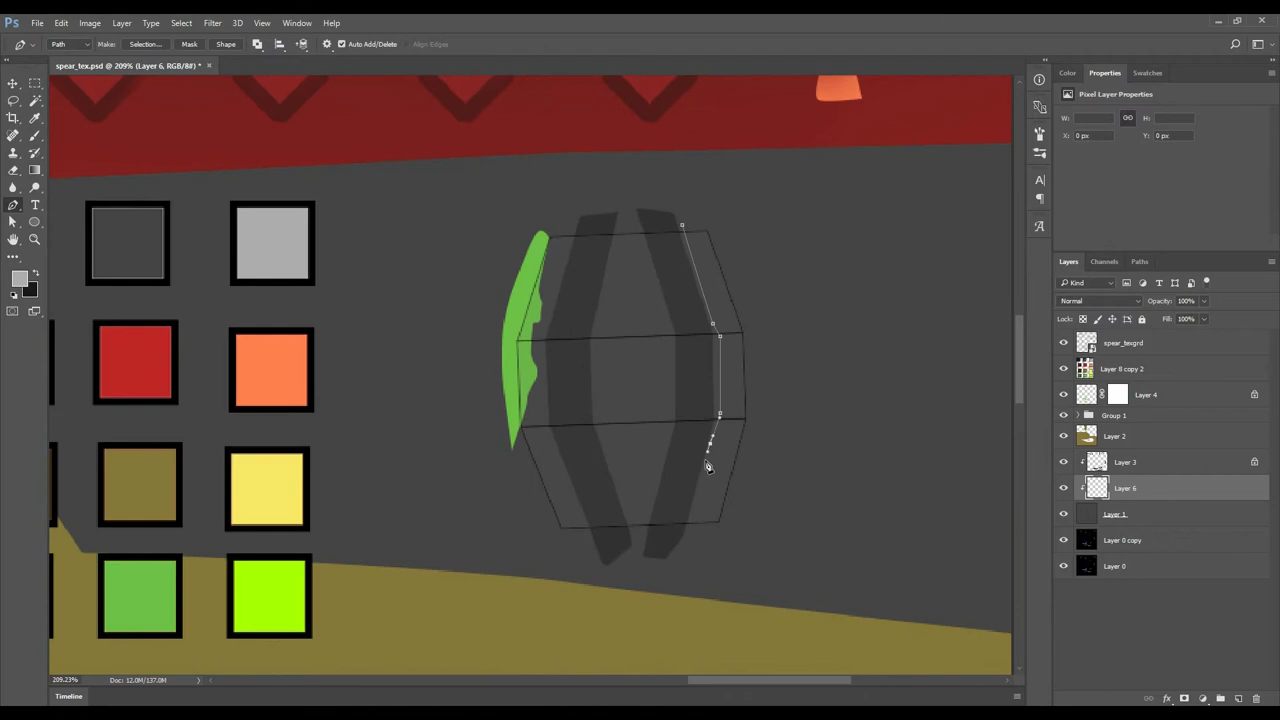 Ps File Edit Image Layer Type Select Filter 3D View Window Help
Path Make: Selection... Mask Shape Auto Add/Delete Align Edges
spear_tex.psd @ 209% (Layer 6, RGB/8#) * ×
Color Properties Swatches
Pixel Layer Properties
W: H:
X: 0 px Y: 0 px
Layers Channels Paths
Kind
Normal Opacity: 100%
Lock: Fill: 100%
spear_texgrd
Layer 8 copy 2
Layer 4
Group 1
Layer 2
Layer 3
Layer 6
Layer 1
Layer 0 copy
Layer 0
209.23% Doc: 12.0M/137.0M
Timeline